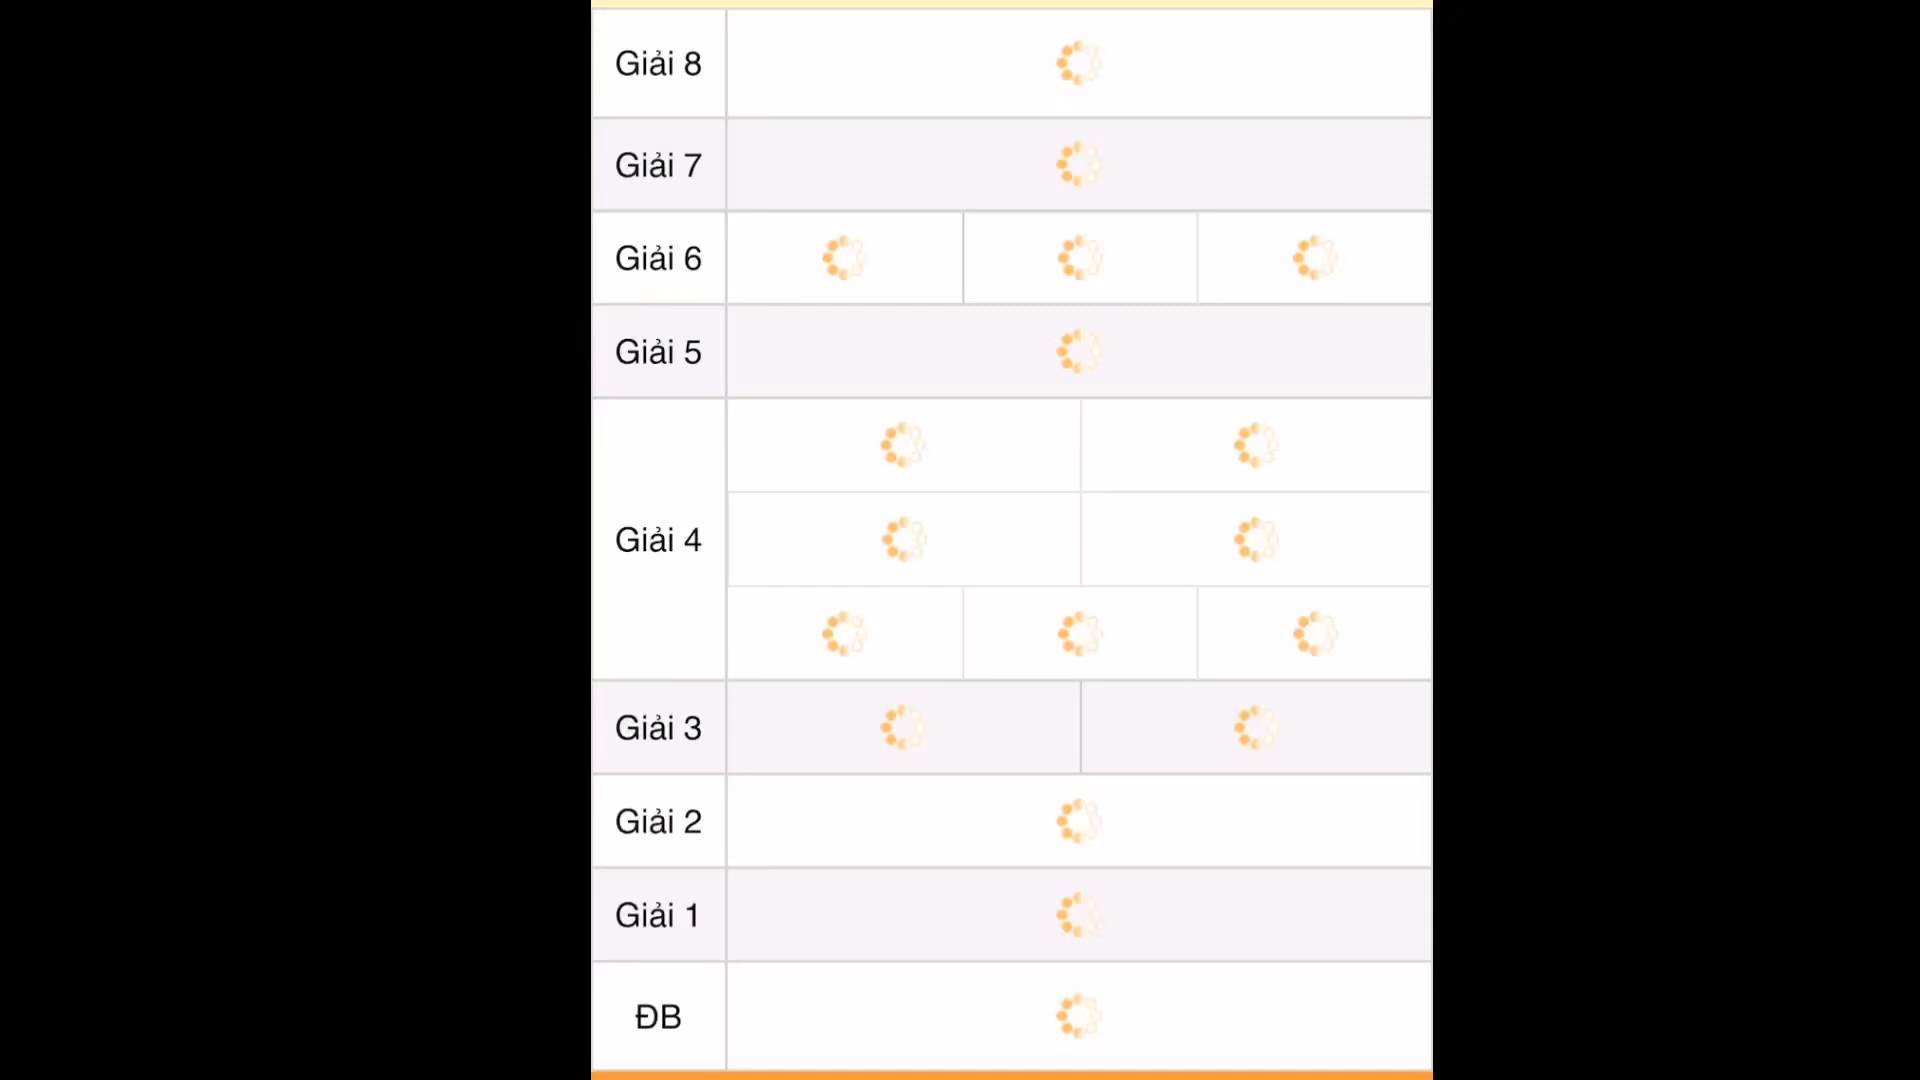 Giải 8
Giải 7
Giải 6
Giải 5
Giải 4
Giải 3
Giải 2
Giải 1
ĐB